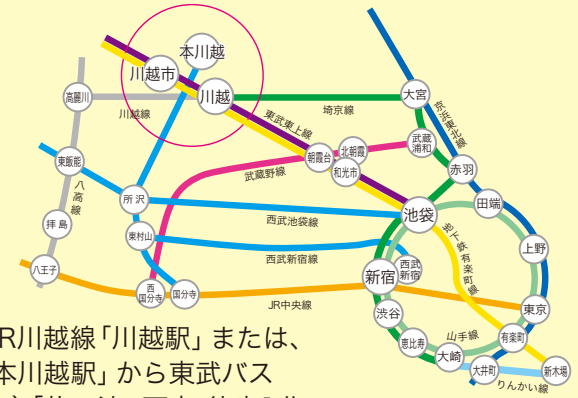 本川越
川越市
川越
高麗川
川越線
埼京線
大宮
京浜東北線
東武東上線
武蔵浦和
北朝霞
朝霞台
和光市
赤羽
武蔵野線
東飯能
八高線
所沢
池袋
田端
拝島
東村山
西武池袋線
地下鉄有楽町線
上野
西武新宿線
八王子
西国分寺
国分寺
新宿
西武新宿
JR中央線
東京
渋谷
恵比寿
山手線
有楽町
大崎
大井町
新木場
りんかい線
R川越線「川越駅」または、
本川越駅」から東武バス